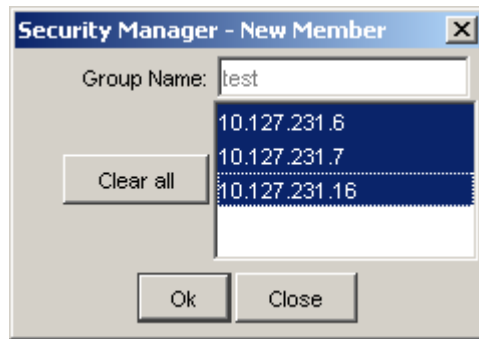 Security Manager - New Member
Group Name: test
10.127.231.6
10.127.231.7
Clear all
10.127.231.16
Ok Close